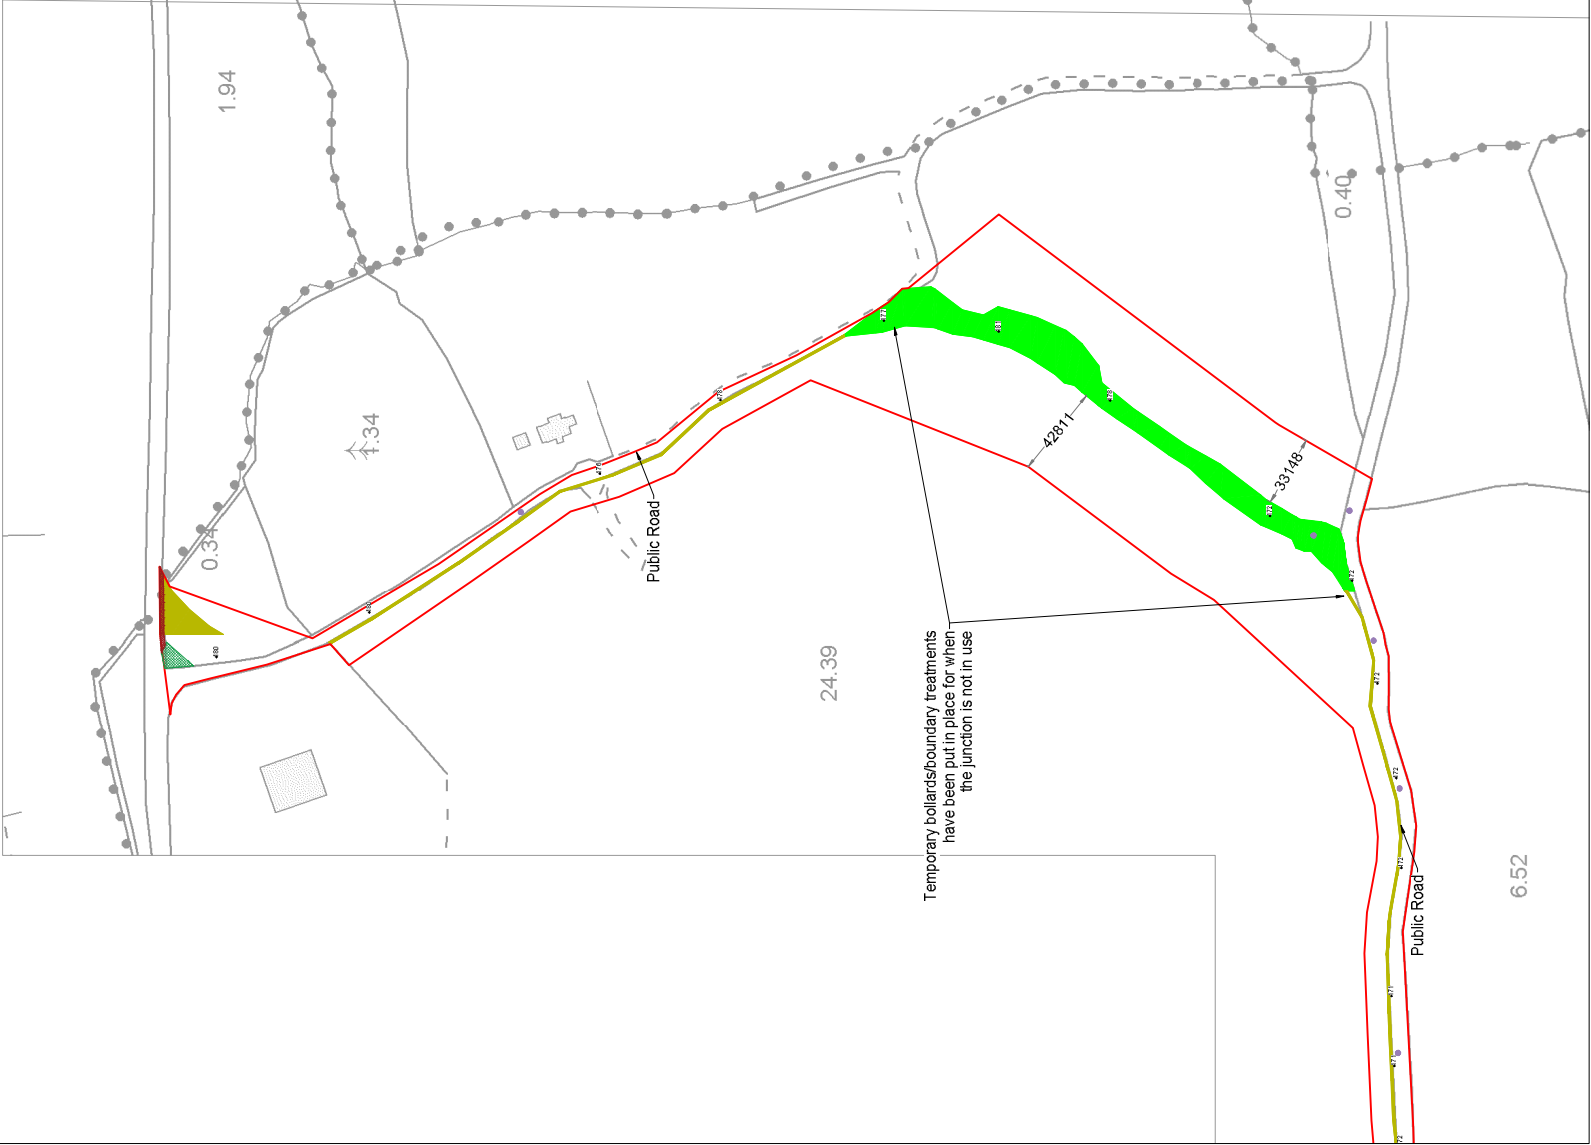 1.94
0.40
1.34
0.34
24.39
6.52
42811
33148
Public Road
Temporary bollards/boundary treatments
have been put in place for when
the junction is not in use
Public Road